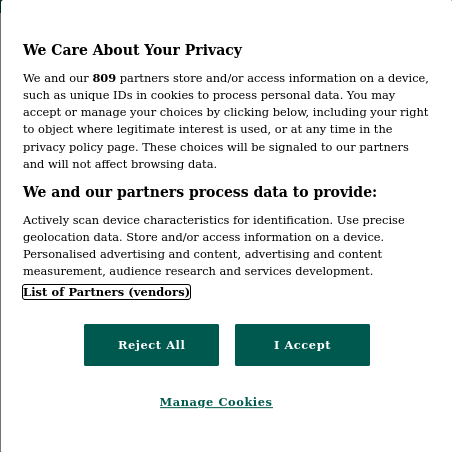 We Care About Your Privacy
We and our 809 partners store and/or access information on a device,
such as unique IDs in cookies to process personal data. You may
accept or manage your choices by clicking below, including your right
to object where legitimate interest is used, or at any time in the
privacy policy page. These choices will be signaled to our partners
and will not affect browsing data.
We and our partners process data to provide:
Actively scan device characteristics for identification. Use precise
geolocation data. Store and/or access information on a device.
Personalised advertising and content, advertising and content
measurement, audience research and services development.
List of Partners (vendors)
Reject All
I Accept
Manage Cookies